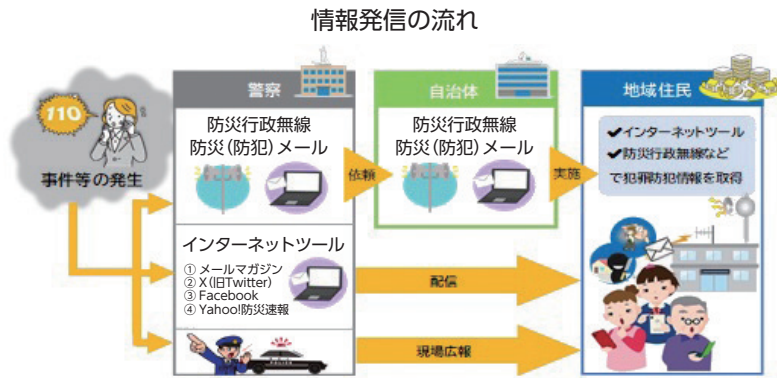 情報発信の流れ
110
事件等の発生
警察
防災行政無線
防災(防犯)メール
インターネットツール
① メールマガジン
② X(旧Twitter)
③ Facebook
④ Yahoo!防災速報
POLICE
依頼
自治体
防災行政無線
防災(防犯)メール
実施
配信
現場広報
地域住民
✔インターネットツール
✔防災行政無線など
で犯罪防犯情報を取得